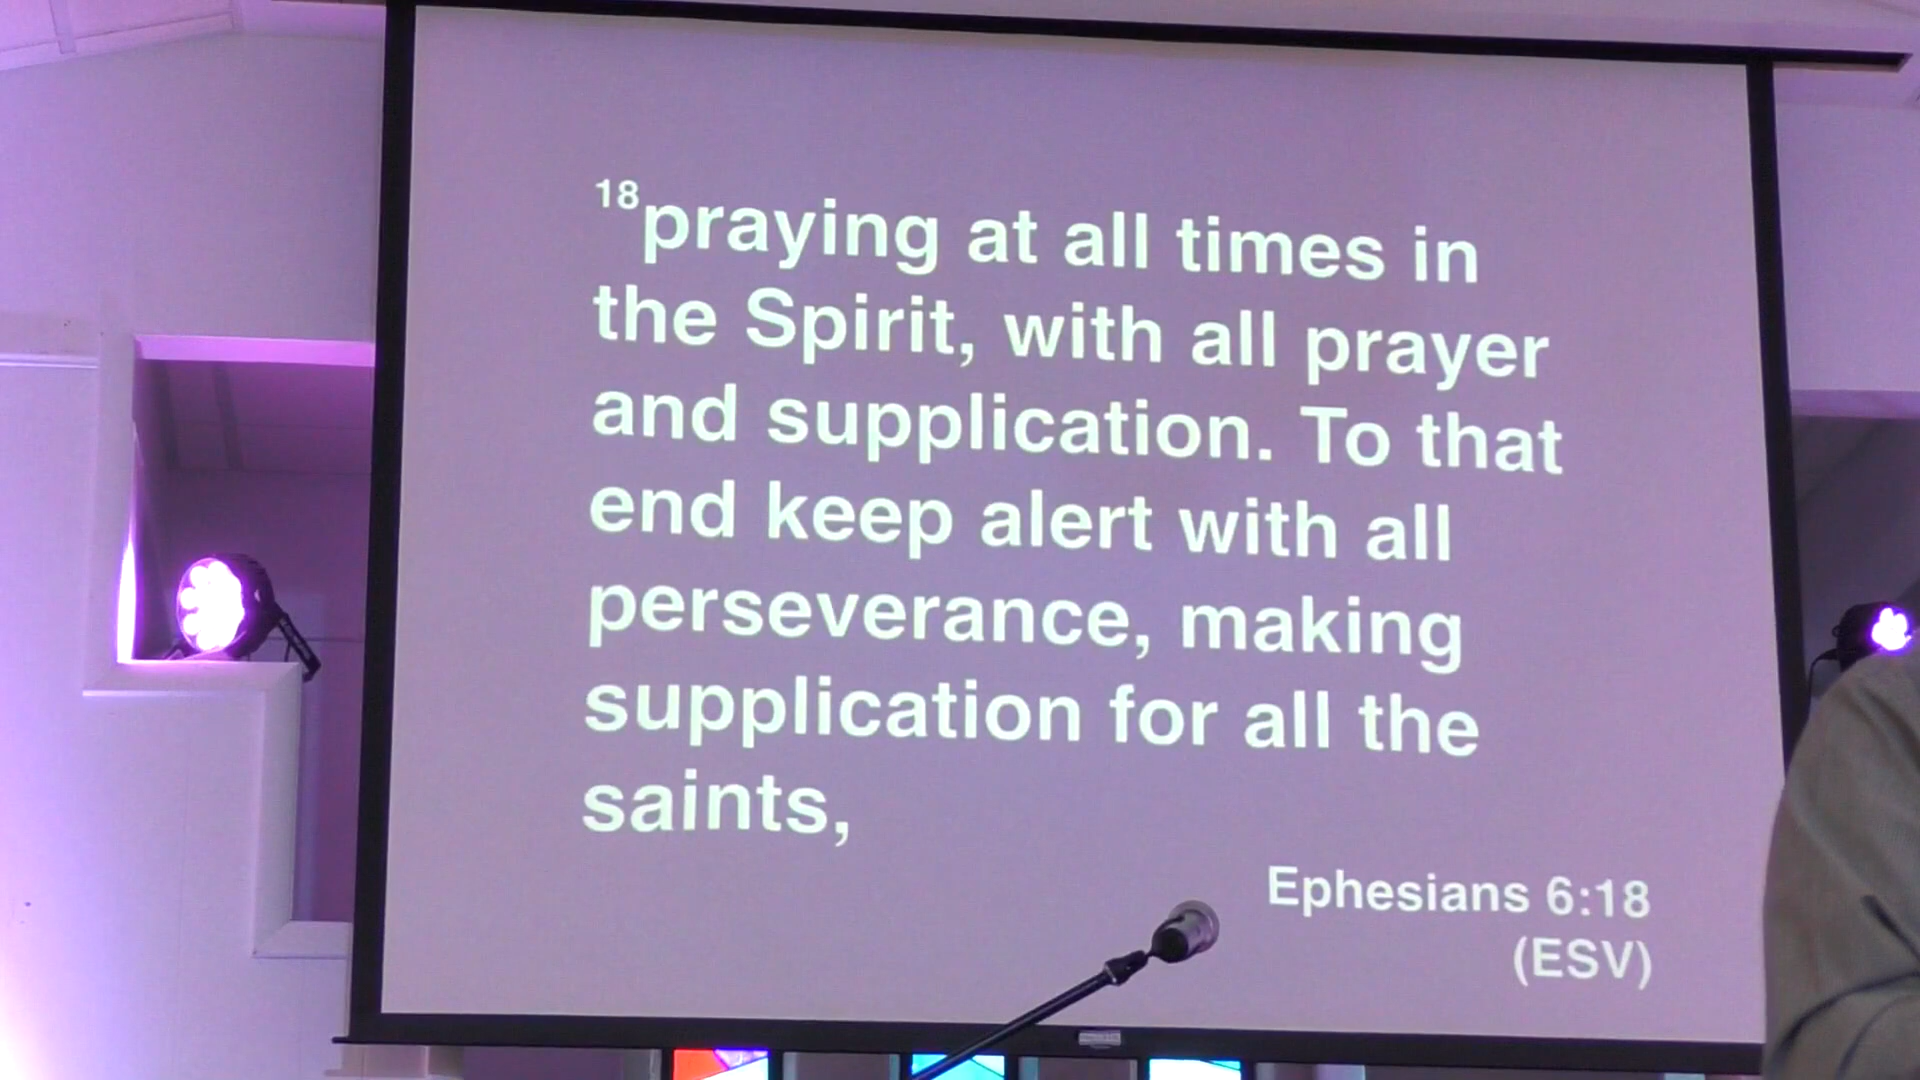 18praying at all times in
the Spirit, with all prayer
and supplication. To that
end keep alert with all
perseverance, making
supplication for all the
saints,
Ephesians 6:18
(ESV)